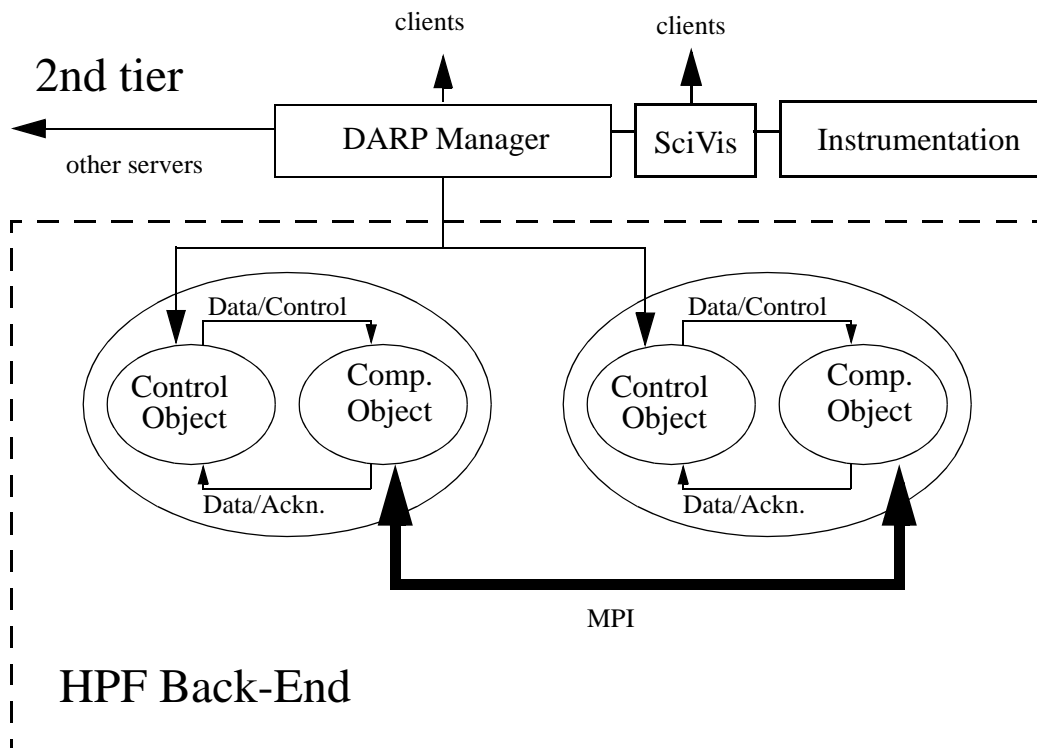 clients
clients
2nd tier
DARP Manager
SciVis
Instrumentation
other servers
Data/Control
Data/Control
Control
Object
Comp.
Object
Control
Object
Comp.
Object
Data/Ackn.
Data/Ackn.
MPI
HPF Back-End